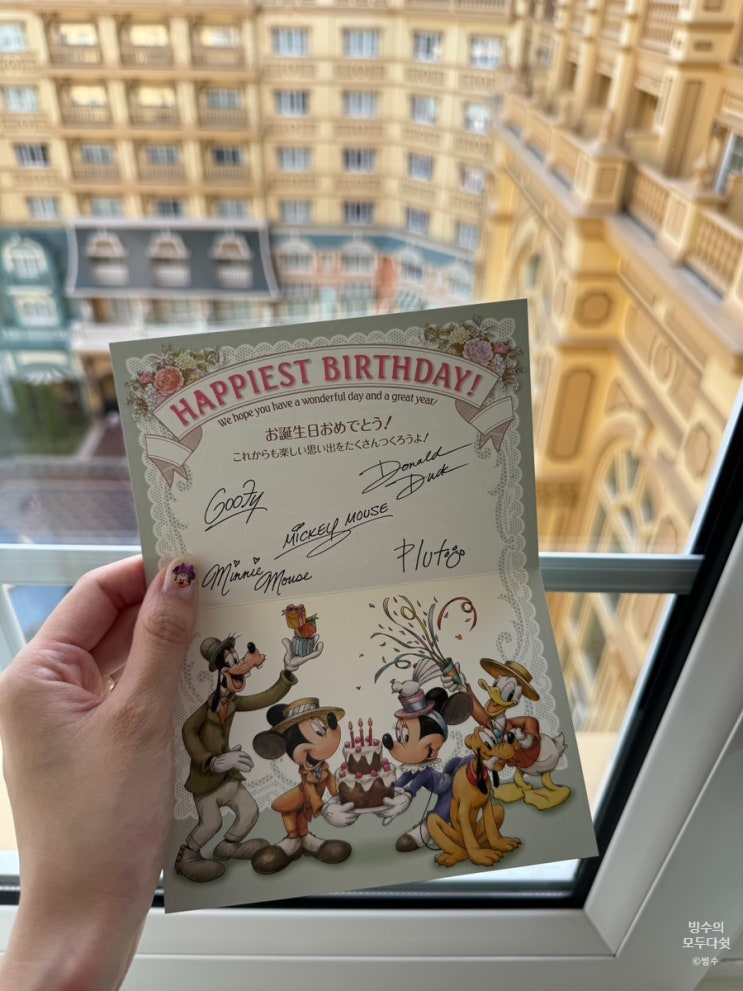 HAPPIEST BIRTHDAY!
We hope you have a wonderful day and a great year!
お誕生日おめでとう!
これからも楽しい思い出をたくさんつくろうよ!
Donald
Duck
Goofy
MICKEY MOUSE
Pluto
Minnie
Mouse
빙수의
모두다쉿
©빙수